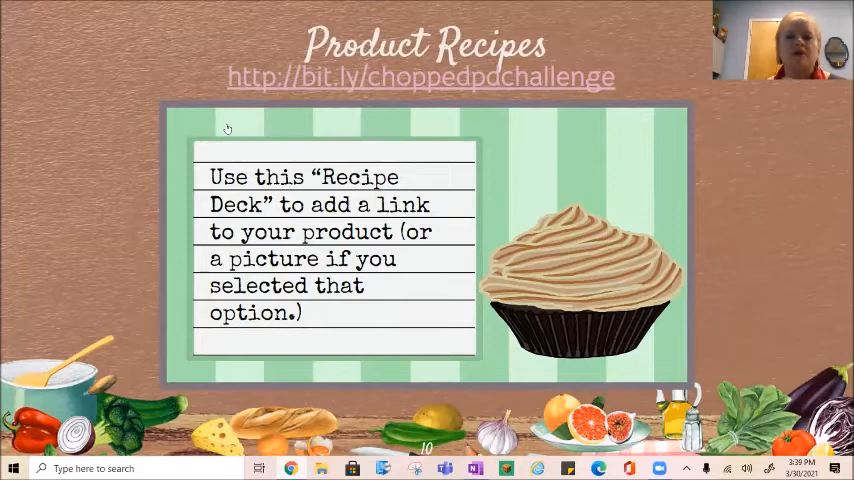 Product Recipes
http://bit.ly/choppedpdchallenge
Use this “Recipe
Deck” to add a link
to your product (or
a picture if you
selected that
option.)
10
Type here to search
3:39 PM
3/30/2021